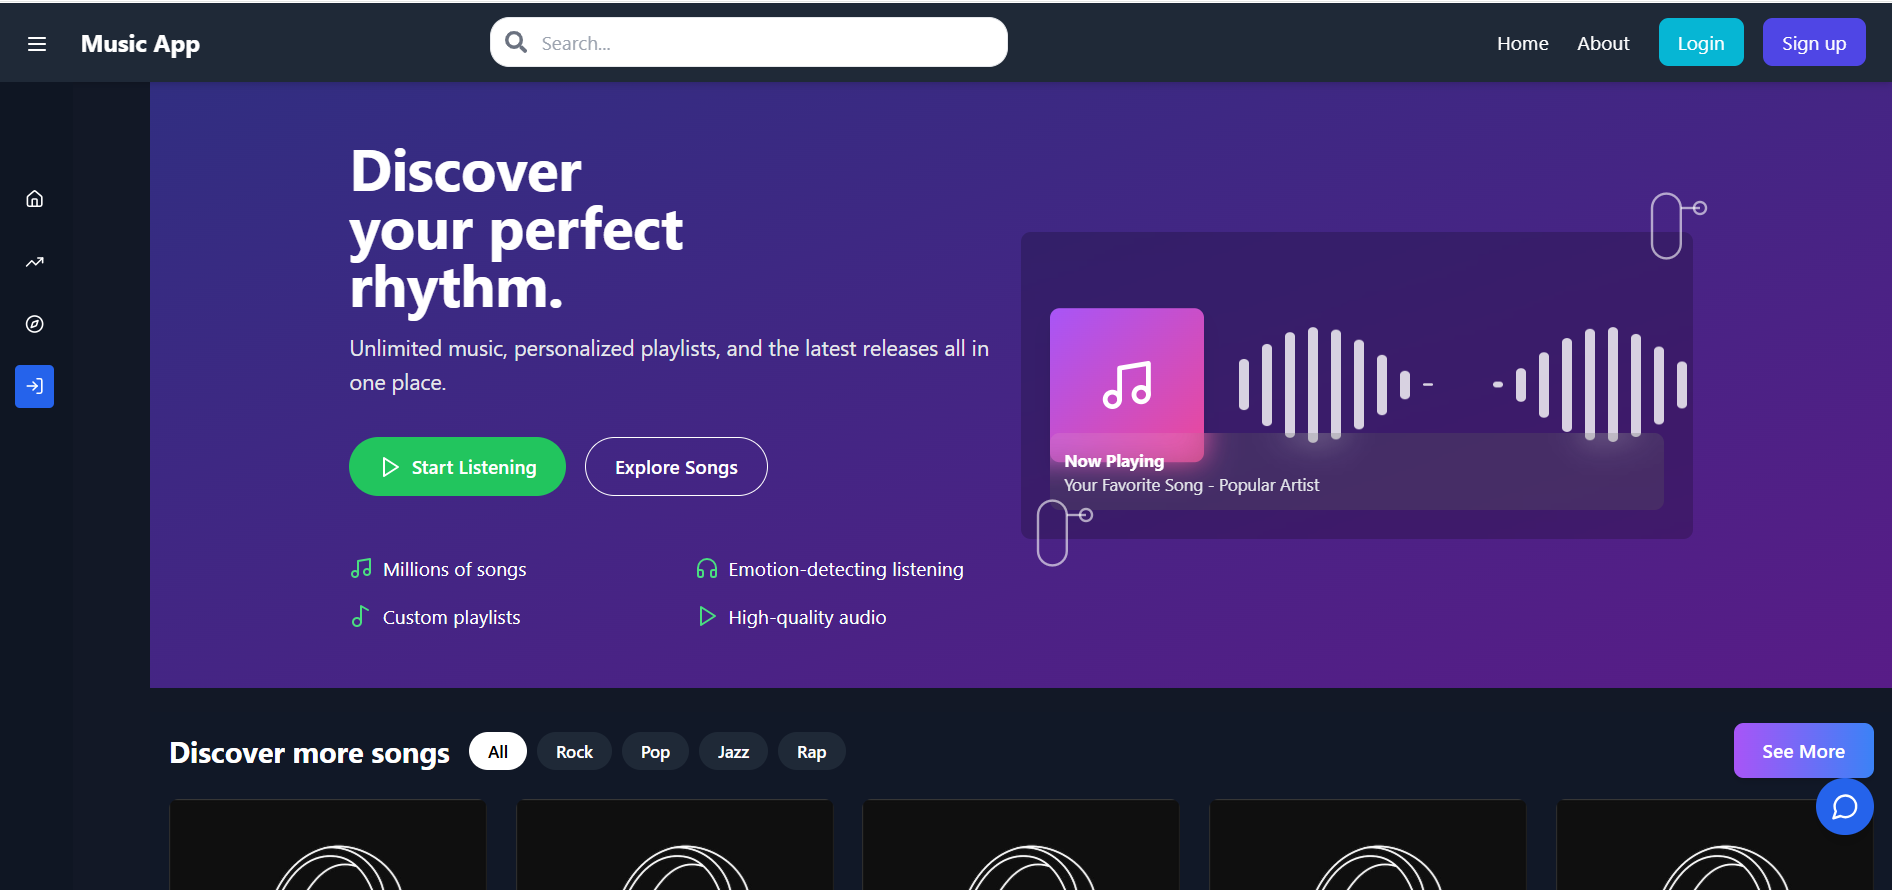 Music App
Search...
Home
About
Login
Sign up
Discover
your perfect
rhythm.
Unlimited music, personalized playlists, and the latest releases all in
one place.
Start Listening
Explore Songs
Millions of songs
Emotion-detecting listening
Custom playlists
High-quality audio
Now Playing
Your Favorite Song - Popular Artist
Discover more songs
All
Rock
Pop
Jazz
Rap
See More